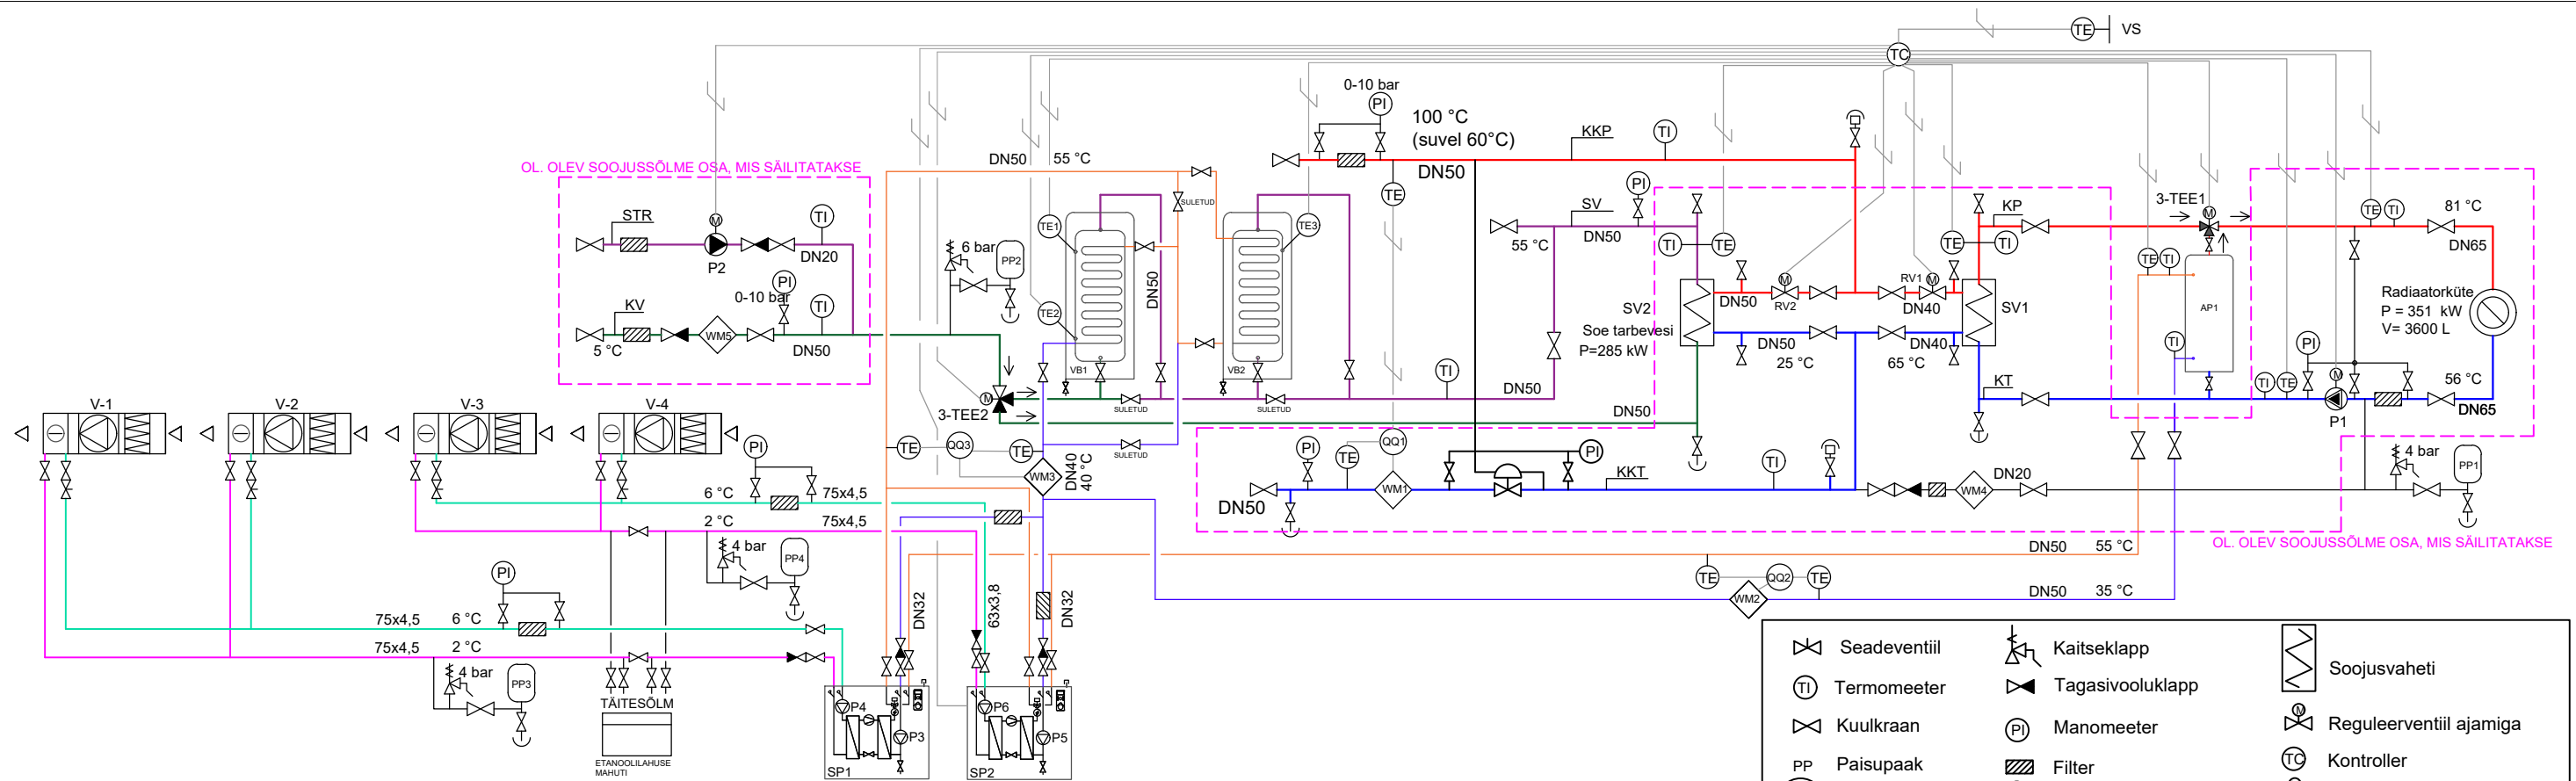 TE
VS
TC
0-10 bar
PI
100 °C
(suvel 60°C)
KKP
TI
DN50
TE
DN50
55 °C
OL. OLEV SOOJUSSÕLME OSA, MIS SÄILITATAKSE
STR
M
P2
TI
DN20
KV
5 °C
WM5
0-10 bar
PI
TI
DN50
6 bar
PP2
TE1
TE2
VB1
DN50
SULETUD
TE3
VB2
M
3-TEE2
SULETUD
SULETUD
SULETUD
TI
DN50
DN50
SV
PI
55 °C
DN50
TI
TE
SV2
Soe tarbevesi
P=285 kW
DN50
M
RV2
RV1
M
DN40
SV1
DN50
25 °C
DN40
65 °C
TE
TI
KP
KT
3-TEE1
M
TE
TI
AP1
TI
TE
TI
81 °C
DN65
Radiaatorküte
P = 351 kW
V= 3600 L
56 °C
DN65
TI
TE
PI
M
P1
V-1
V-2
V-3
V-4
PI
6 °C
75x4,5
2 °C
75x4,5
4 bar
PP4
TE
QQ3
TE
WM3
DN40
40 °C
PI
TE
QQ1
WM1
DN50
PI
KKT
TI
DN20
WM4
4 bar
PP1
OL. OLEV SOOJUSSÕLME OSA, MIS SÄILITATAKSE
DN50
55 °C
TE
QQ2
TE
WM2
DN50
35 °C
PI
75x4,5
6 °C
75x4,5
2 °C
4 bar
PP3
TÄITESÕLM
ETANOOLILAHUSE
MAHUTI
DN32
63x3,8
DN32
P4
P3
SP1
P6
P5
SP2
Seadeventiil
TI
Termomeeter
Kuulkraan
PP
Paisupaak
Kaitseklapp
Tagasivooluklapp
PI
Manomeeter
Filter
Soojusvaheti
M
Reguleerventiil ajamiga
TC
Kontroller